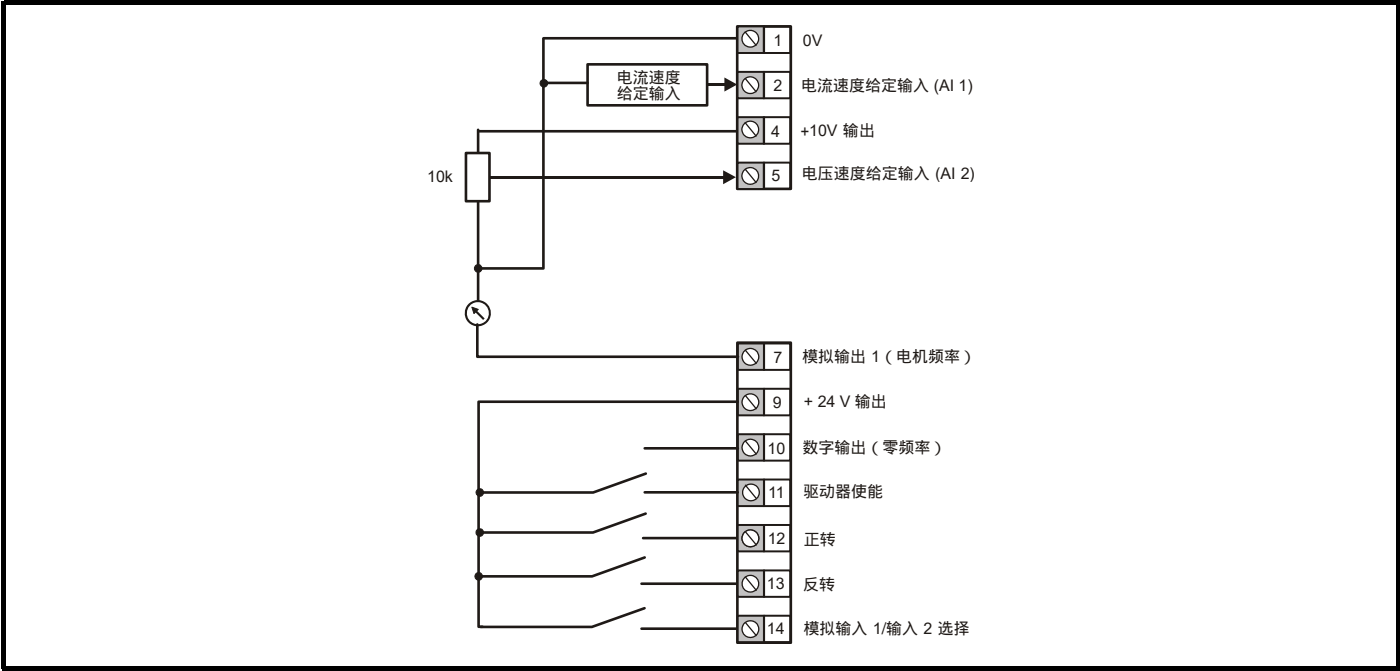 1 0V
电流速度
给定输入
2 电流速度给定输入 (AI 1)
4 +10V 输出
10k
5 电压速度给定输入 (AI 2)
7 模拟输出 1（电机频率）
9 + 24 V 输出
10 数字输出（零频率）
11 驱动器使能
12 正转
13 反转
14 模拟输入 1/输入 2 选择